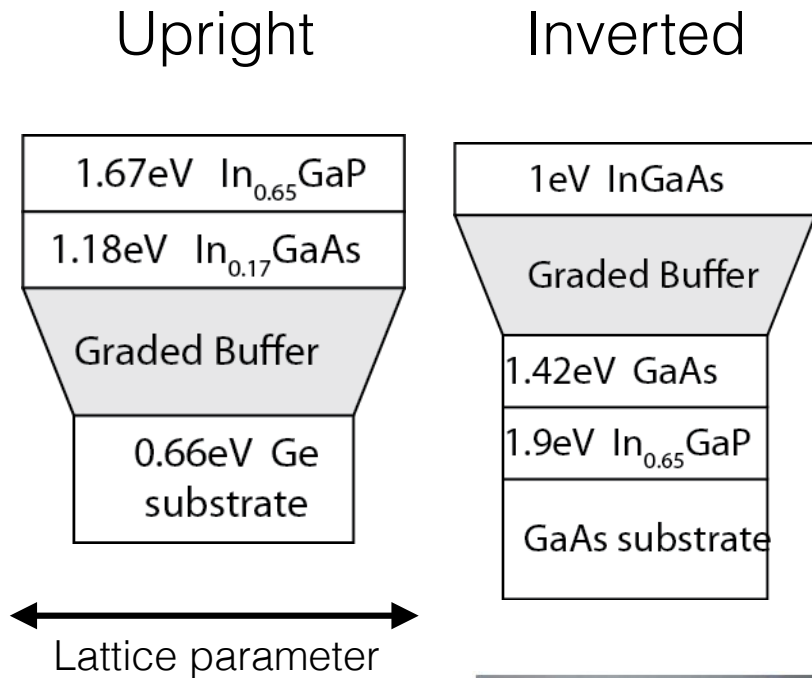 Upright
Inverted
1.67eV In0.65GaP
1.18eV In0.17GaAs
Graded Buffer
0.66eV Ge
substrate
Lattice parameter
1eV InGaAs
Graded Buffer
1.42eV GaAs
1.9eV In0.65GaP
GaAs substrate